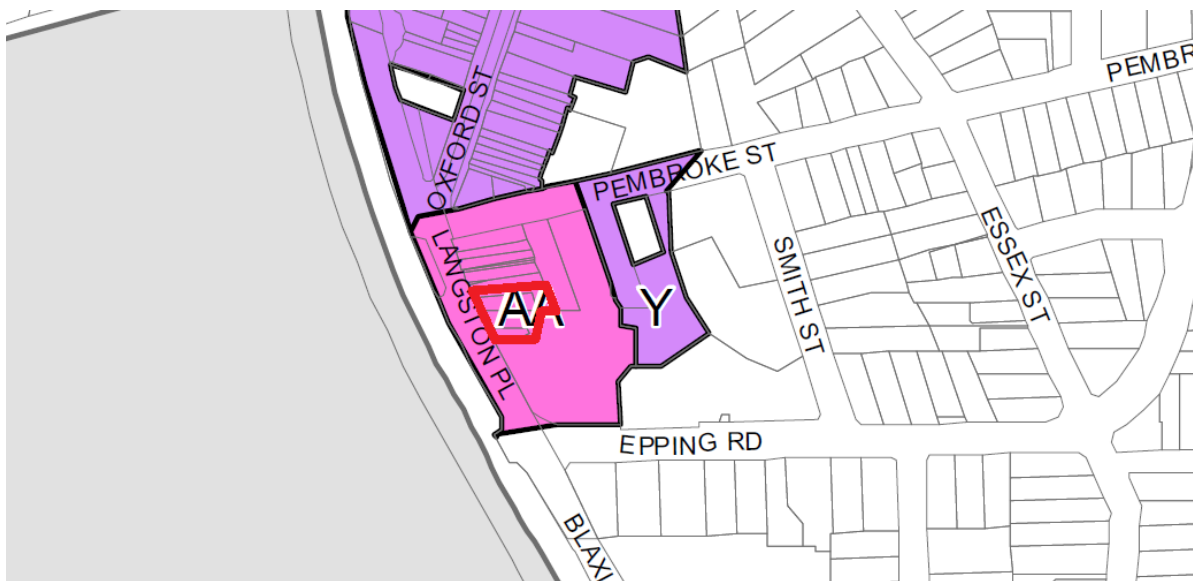 PEMBR
OXFORD ST
PEMBROKE ST
LANGSTON PL
AA
Y
SMITH ST
ESSEX ST
EPPING RD
BLAXL